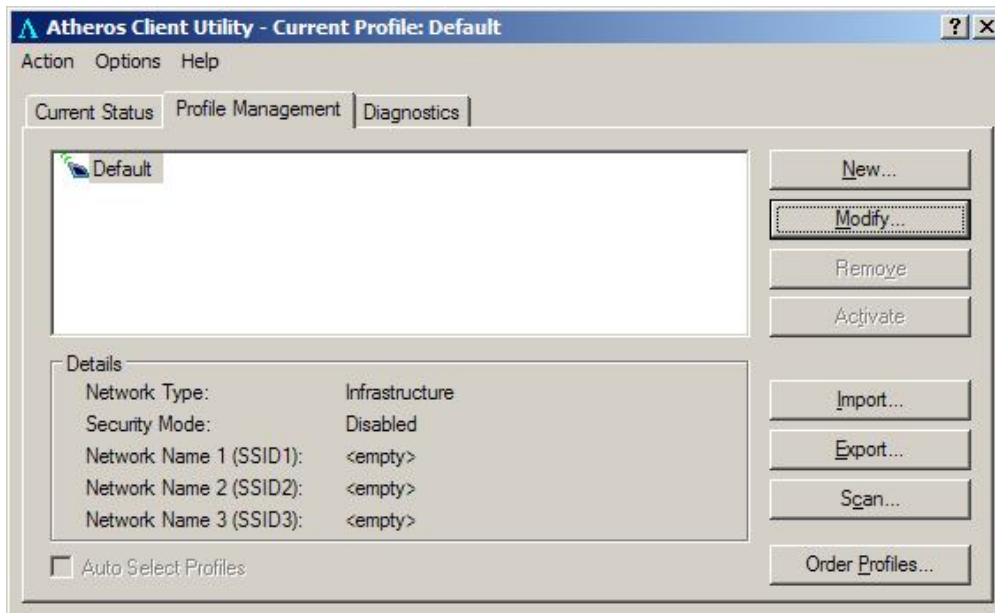 Atheros Client Utility - Current Profile: Default
Action Options Help
Current Status Profile Management Diagnostics
Default
New...
Modify...
Remove
Activate
Details
Network Type: Infrastructure
Security Mode: Disabled
Network Name 1 (SSID1): <empty>
Network Name 2 (SSID2): <empty>
Network Name 3 (SSID3): <empty>
Import...
Export...
Scan...
Auto Select Profiles
Order Profiles...